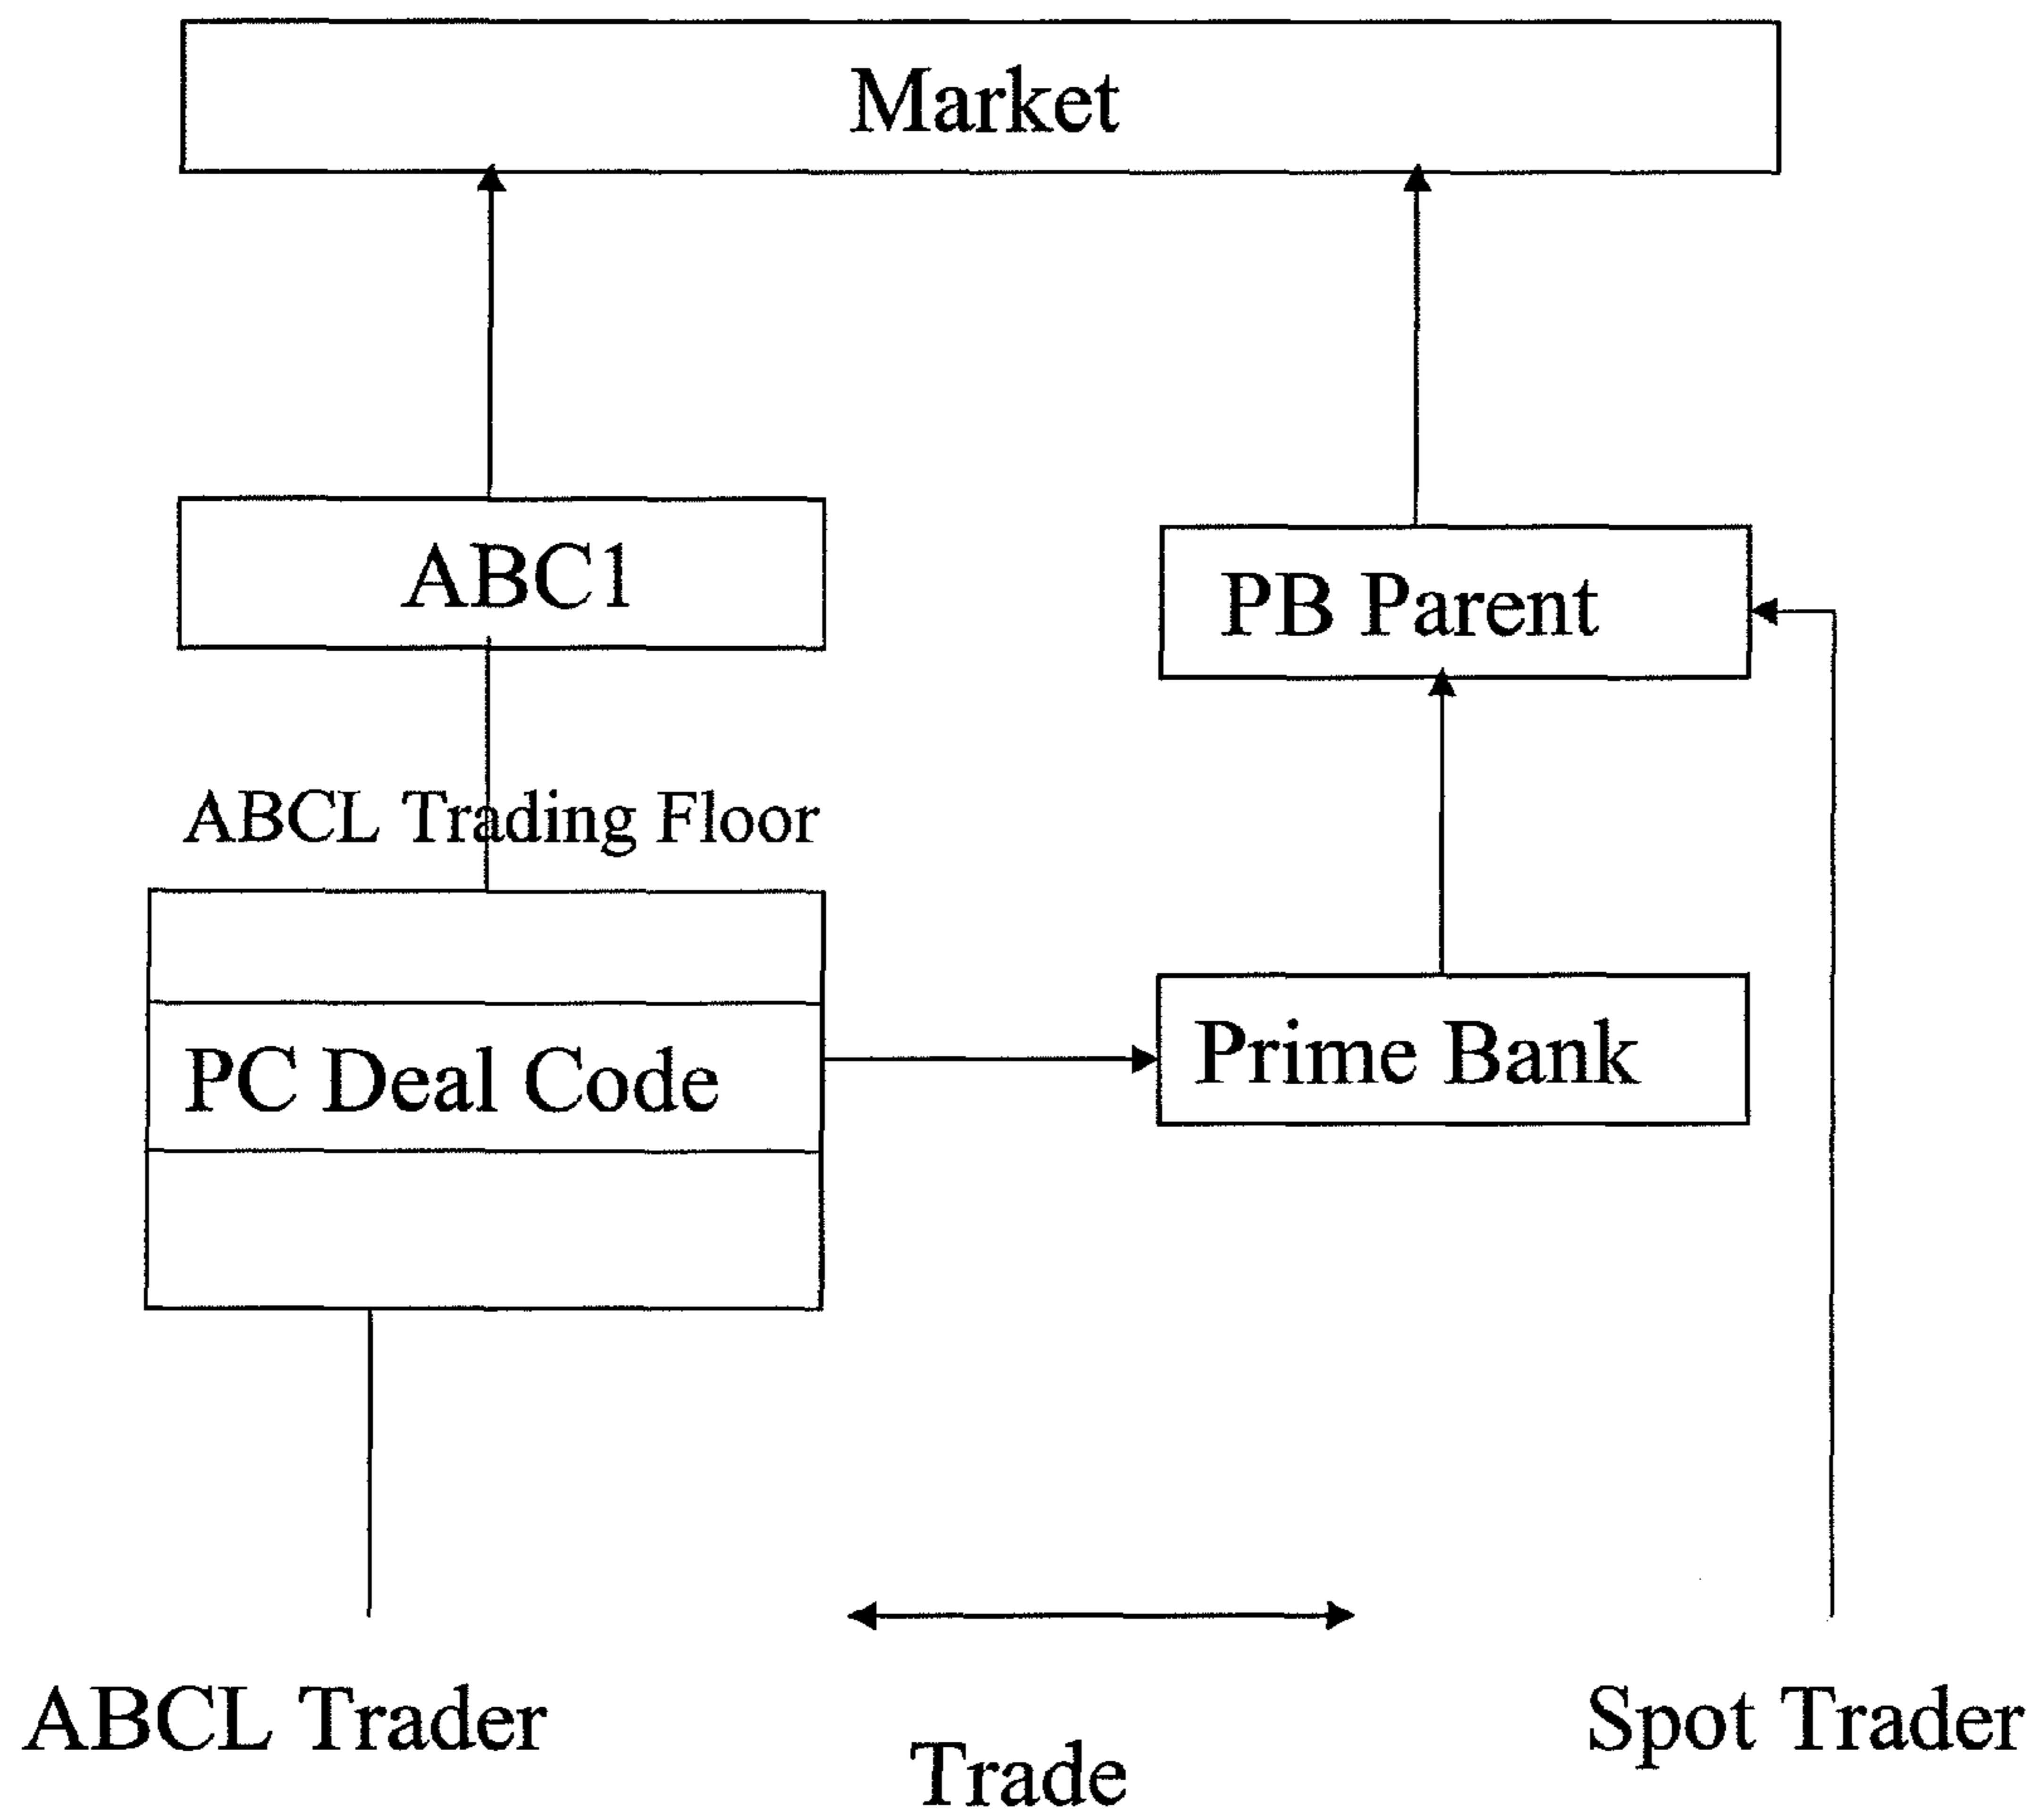 Market
ABC1
PB Parent
ABCL Trading Floor
PC Deal Code
Prime Bank
ABCL Trader
Trade
Spot Trader